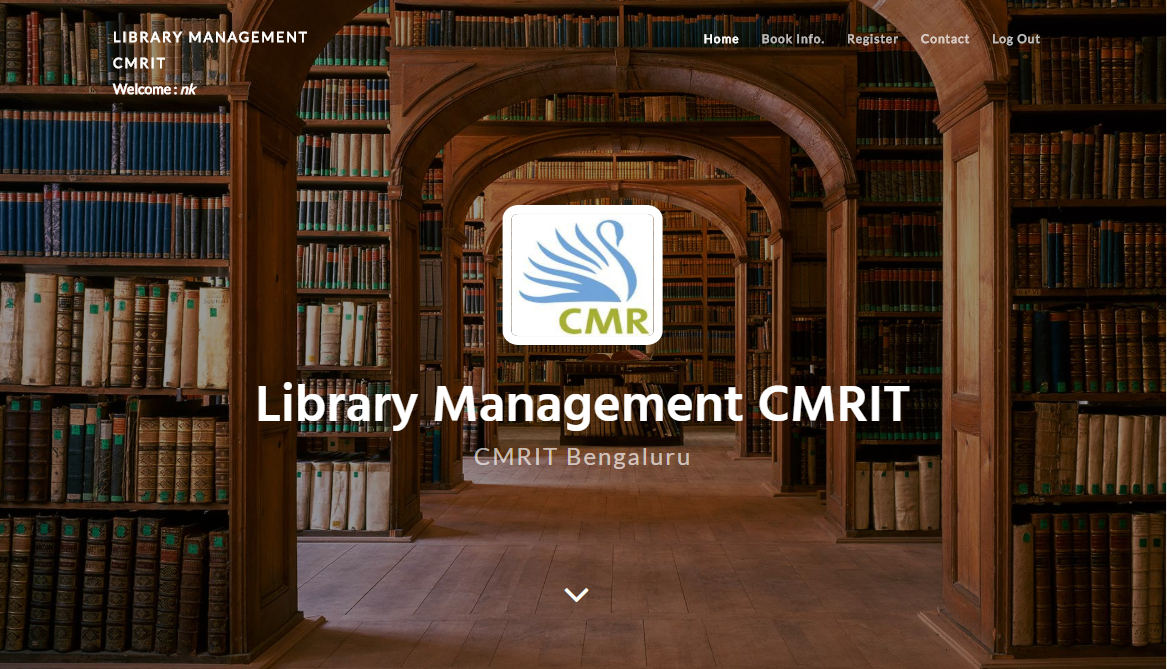 LIBRARY MANAGEMENT
CMRIT
Welcome : nk
Home Book Info. Register Contact Log Out
CMR
Library Management CMRIT
CMRIT Bengaluru